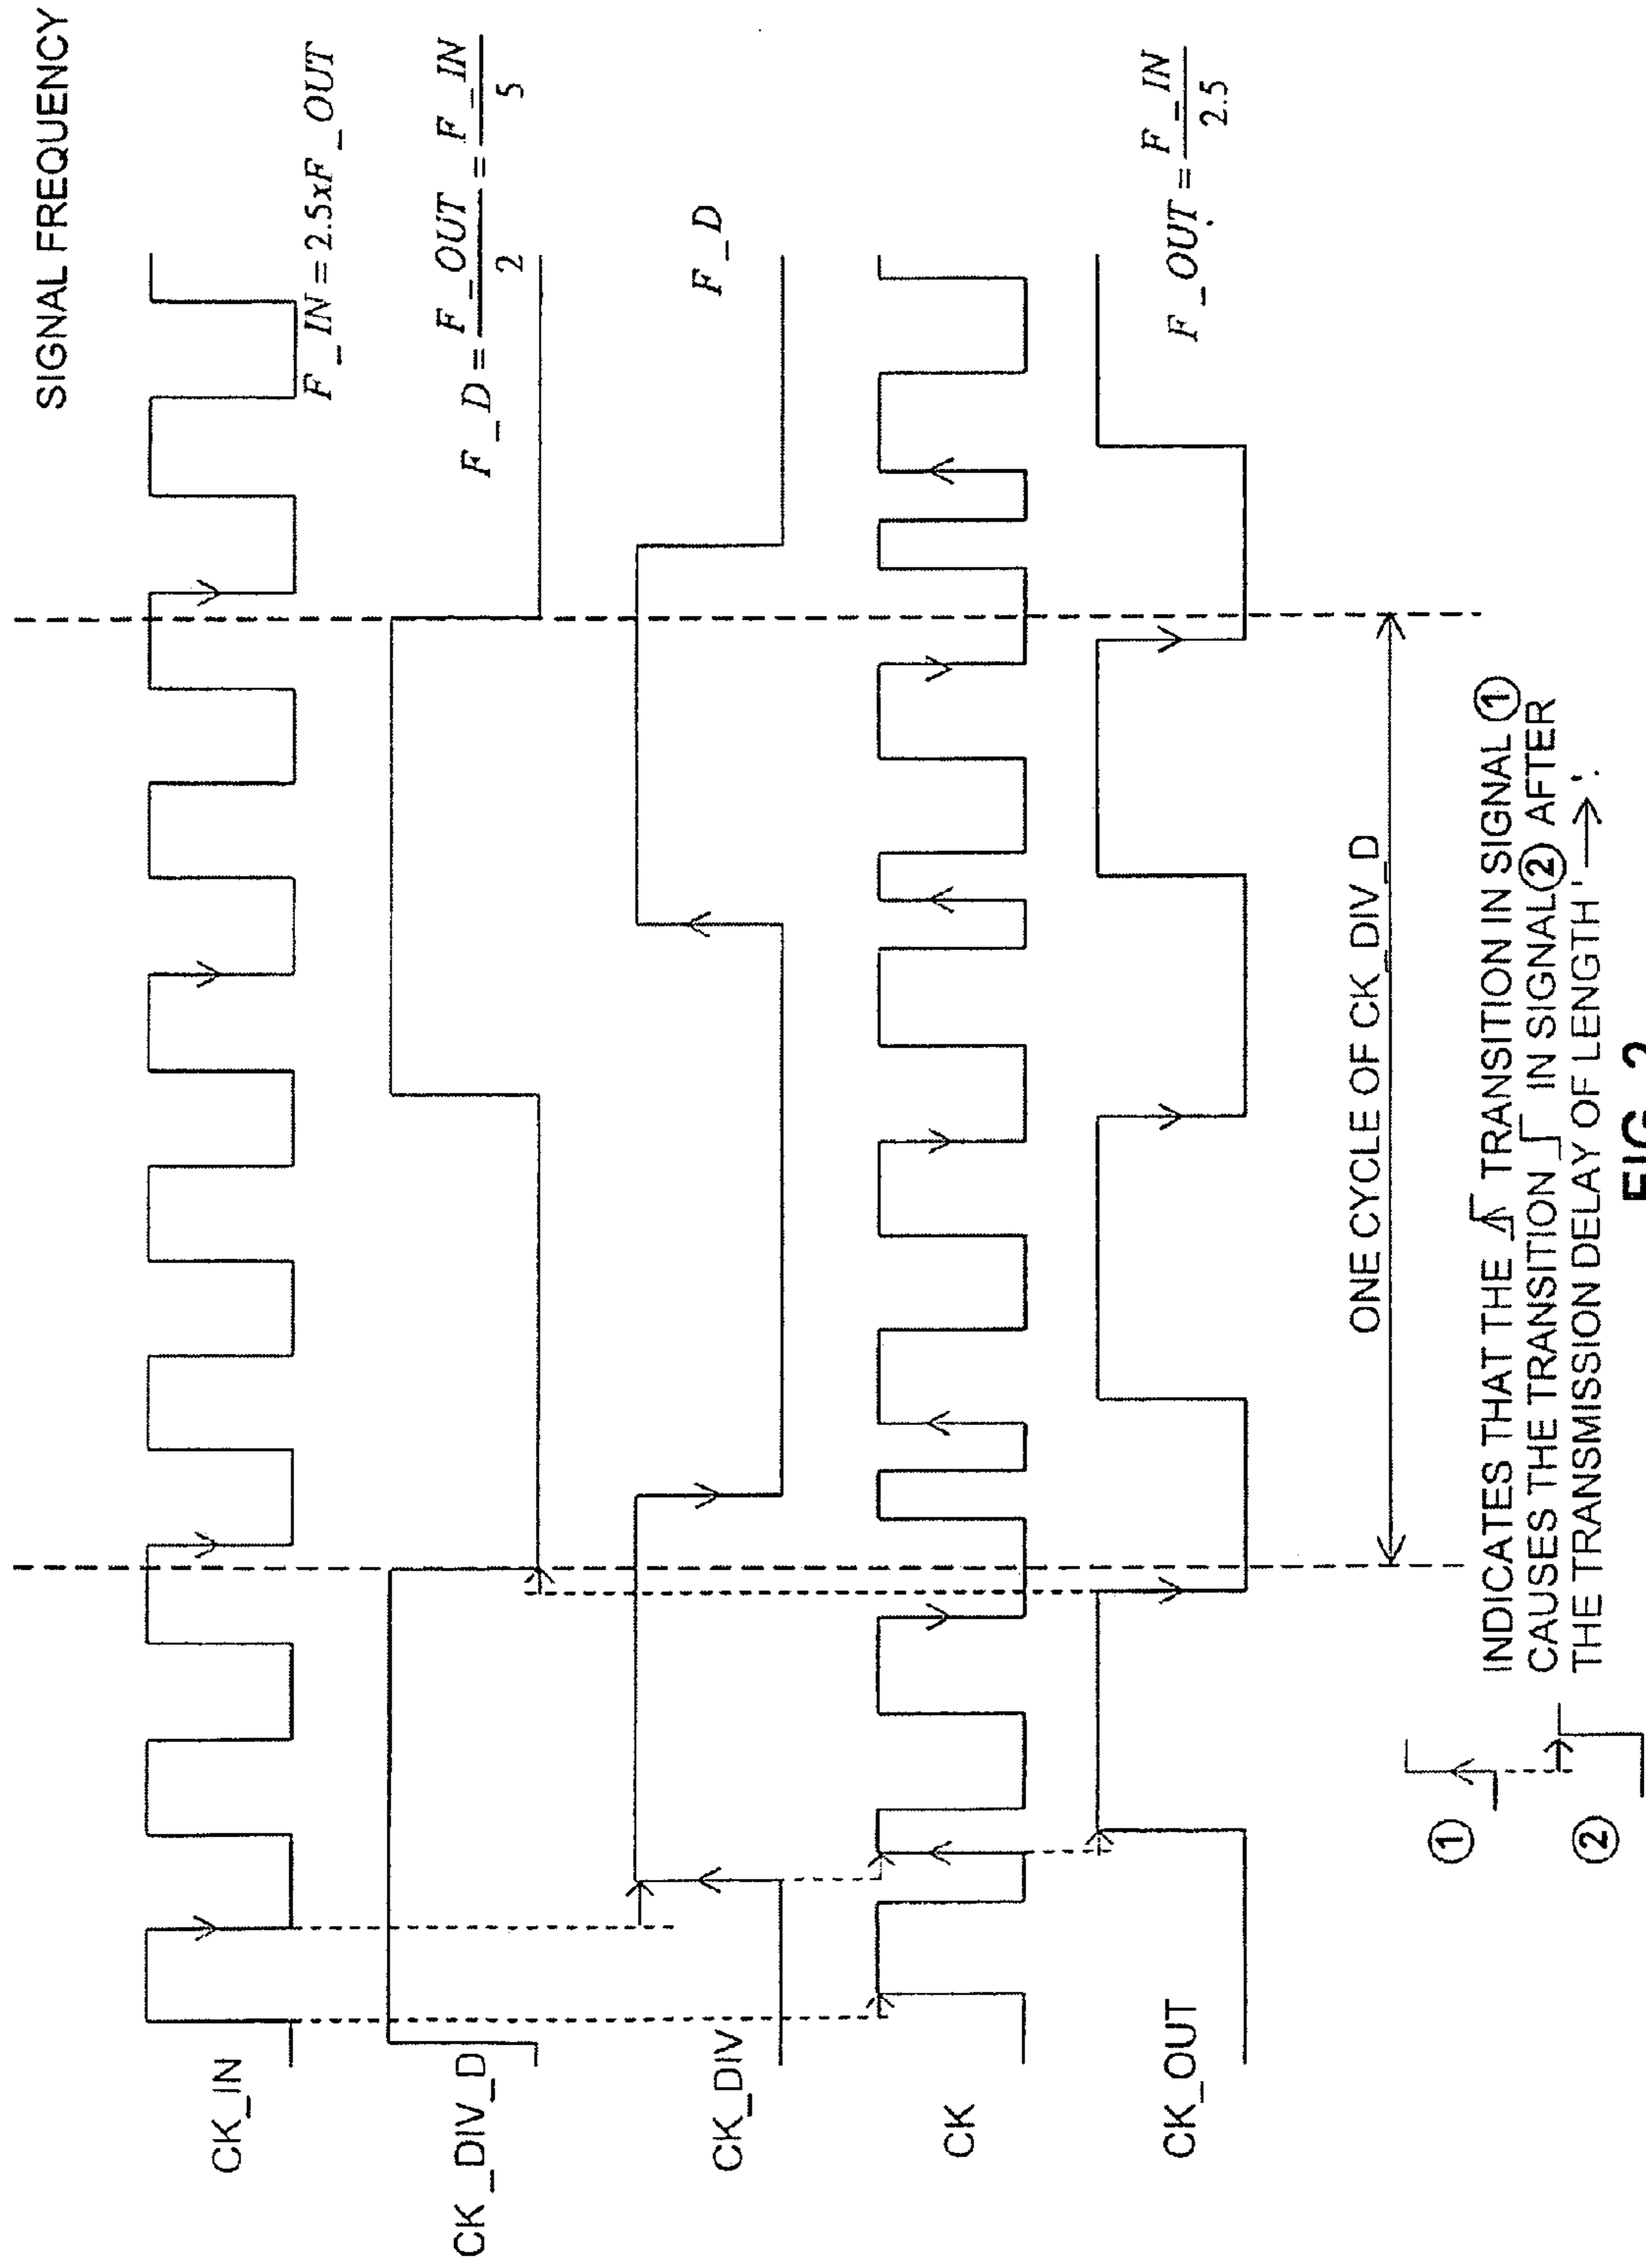 SIGNAL FREQUENCY
CK_IN
F_IN = 2.5xF_OUT
CK_DIV_D
F_D = F_OUT / 2 = F_IN / 5
CK_DIV
F_D
CK
CK_OUT
F_OUT = F_IN / 2.5
ONE CYCLE OF CK_DIV_D
① INDICATES THAT THE TRANSITION IN SIGNAL ①
② CAUSES THE TRANSITION IN SIGNAL ② AFTER
THE TRANSMISSION DELAY OF LENGTH '→'.
FIG. 2